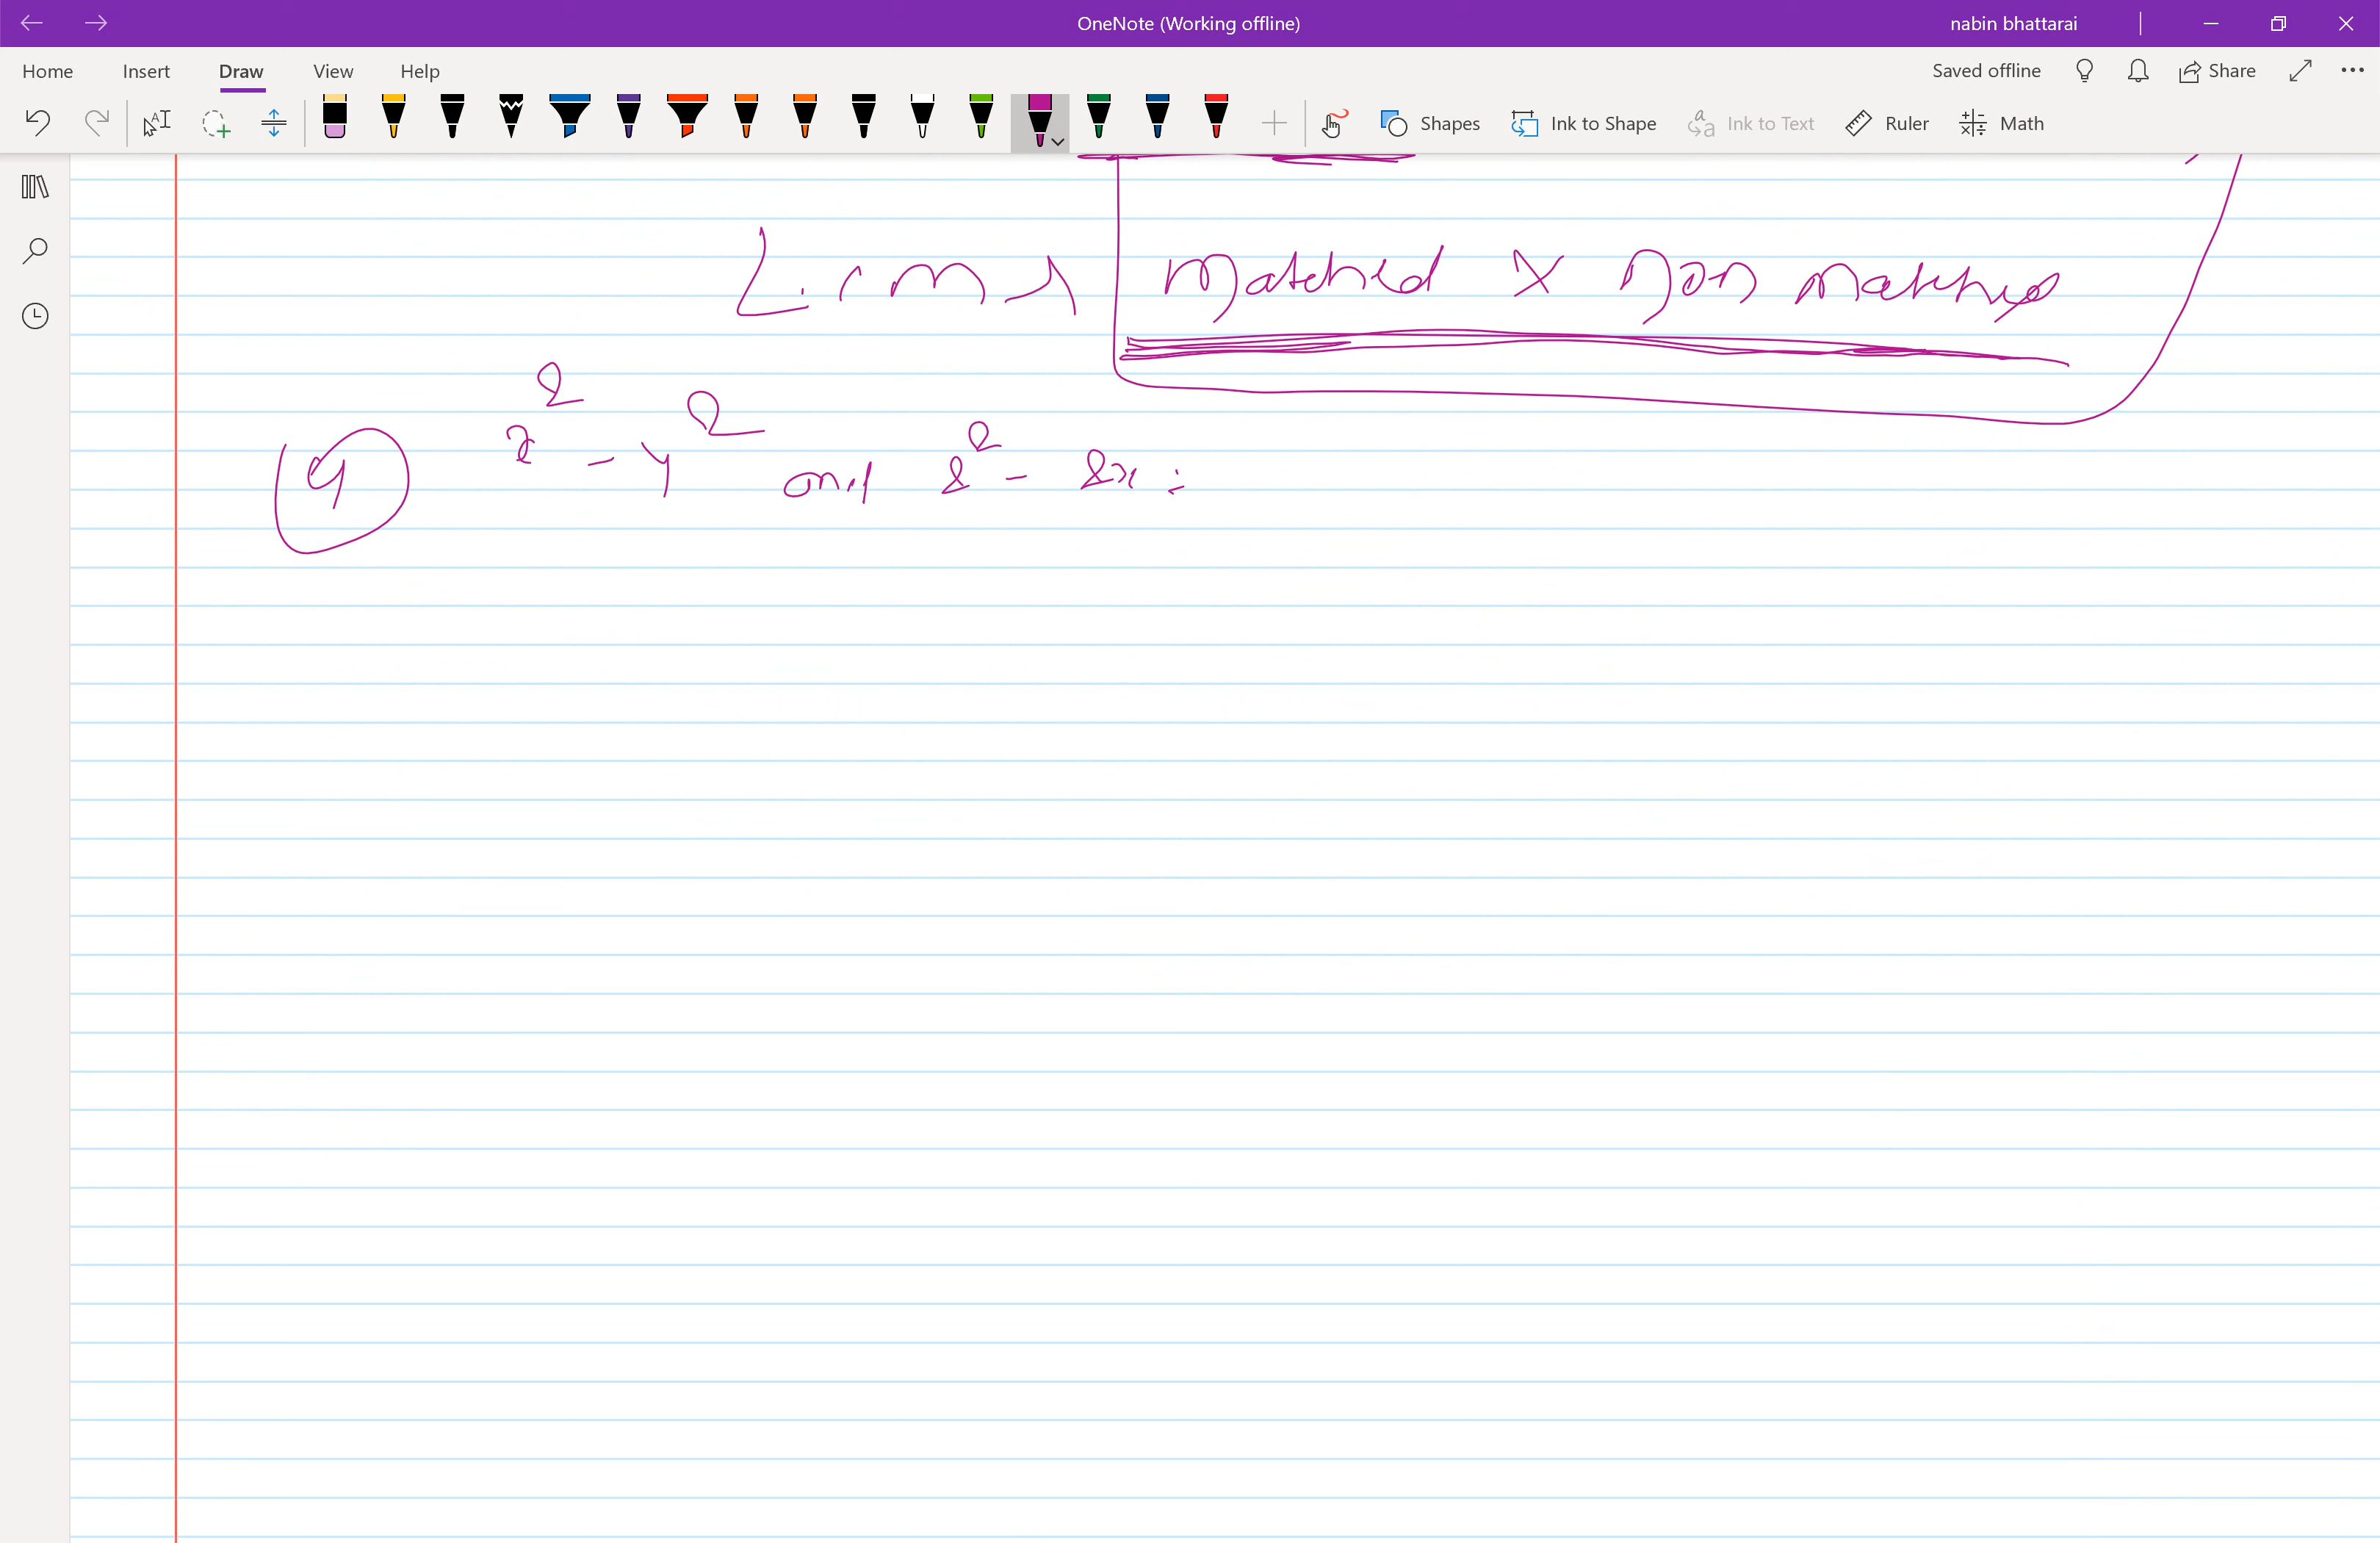 OneNote (Working offline) nabin bhattarai
Home Insert Draw View Help Saved offline Share
Shapes Ink to Shape Ink to Text Ruler Math
L.C.M > Matched × Non matched
9 x² - y² and x² - 2x